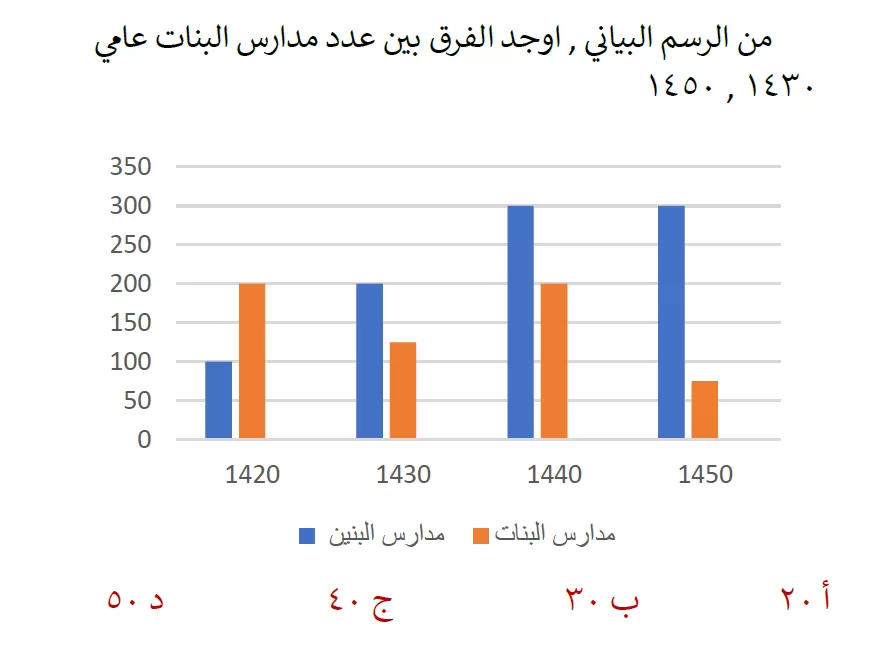 من الرسم البياني , اوجد الفرق بين عدد مدارس البنات عامي
١٤٣٠ , ١٤٥٠
350
300
250
200
150
100
50
0
1420 1430 1440 1450
مدارس البنين مدارس البنات
أ ٢٠ ب ٣٠ ج ٤٠ د ٥٠